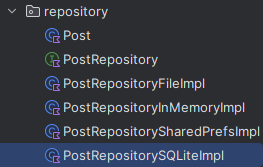 repository
Post
PostRepository
PostRepositoryFileImpl
PostRepositoryInMemoryImpl
PostRepositorySharedPrefsImpl
PostRepositorySQLiteImpl